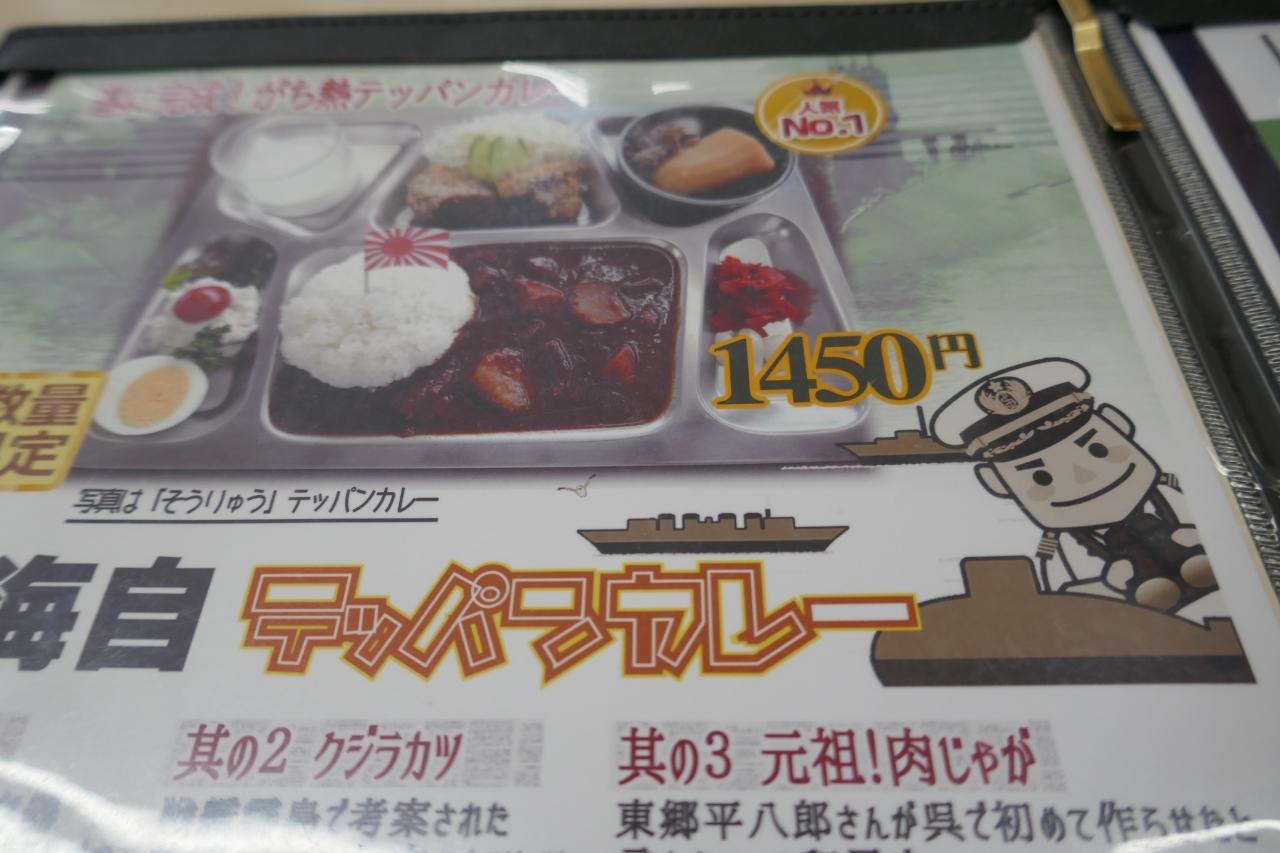 がち熱テッパンカレー
人気
No.1
1450円
数量
限定
写真は「そうりゅう」テッパンカレー
海自 テッパンカレー
其の2 クジラカツ
其の3 元祖!肉じゃが
で考案された
東郷平八郎さんが呉で初めて作らせたと